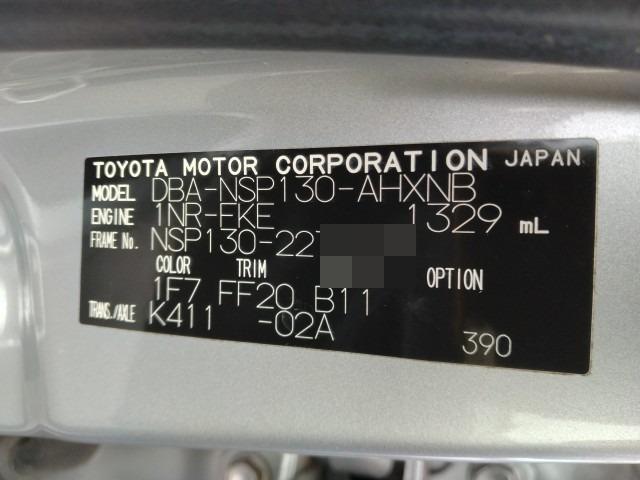 TOYOTA MOTOR CORPORATION JAPAN
MODEL DBA-NSP130-AHXNB
ENGINE 1NR-FKE 1329 mL
FRAME No. NSP130-22
COLOR TRIM OPTION
1F7 FF20 B11
TRANS./AXLE K411 -02A
390